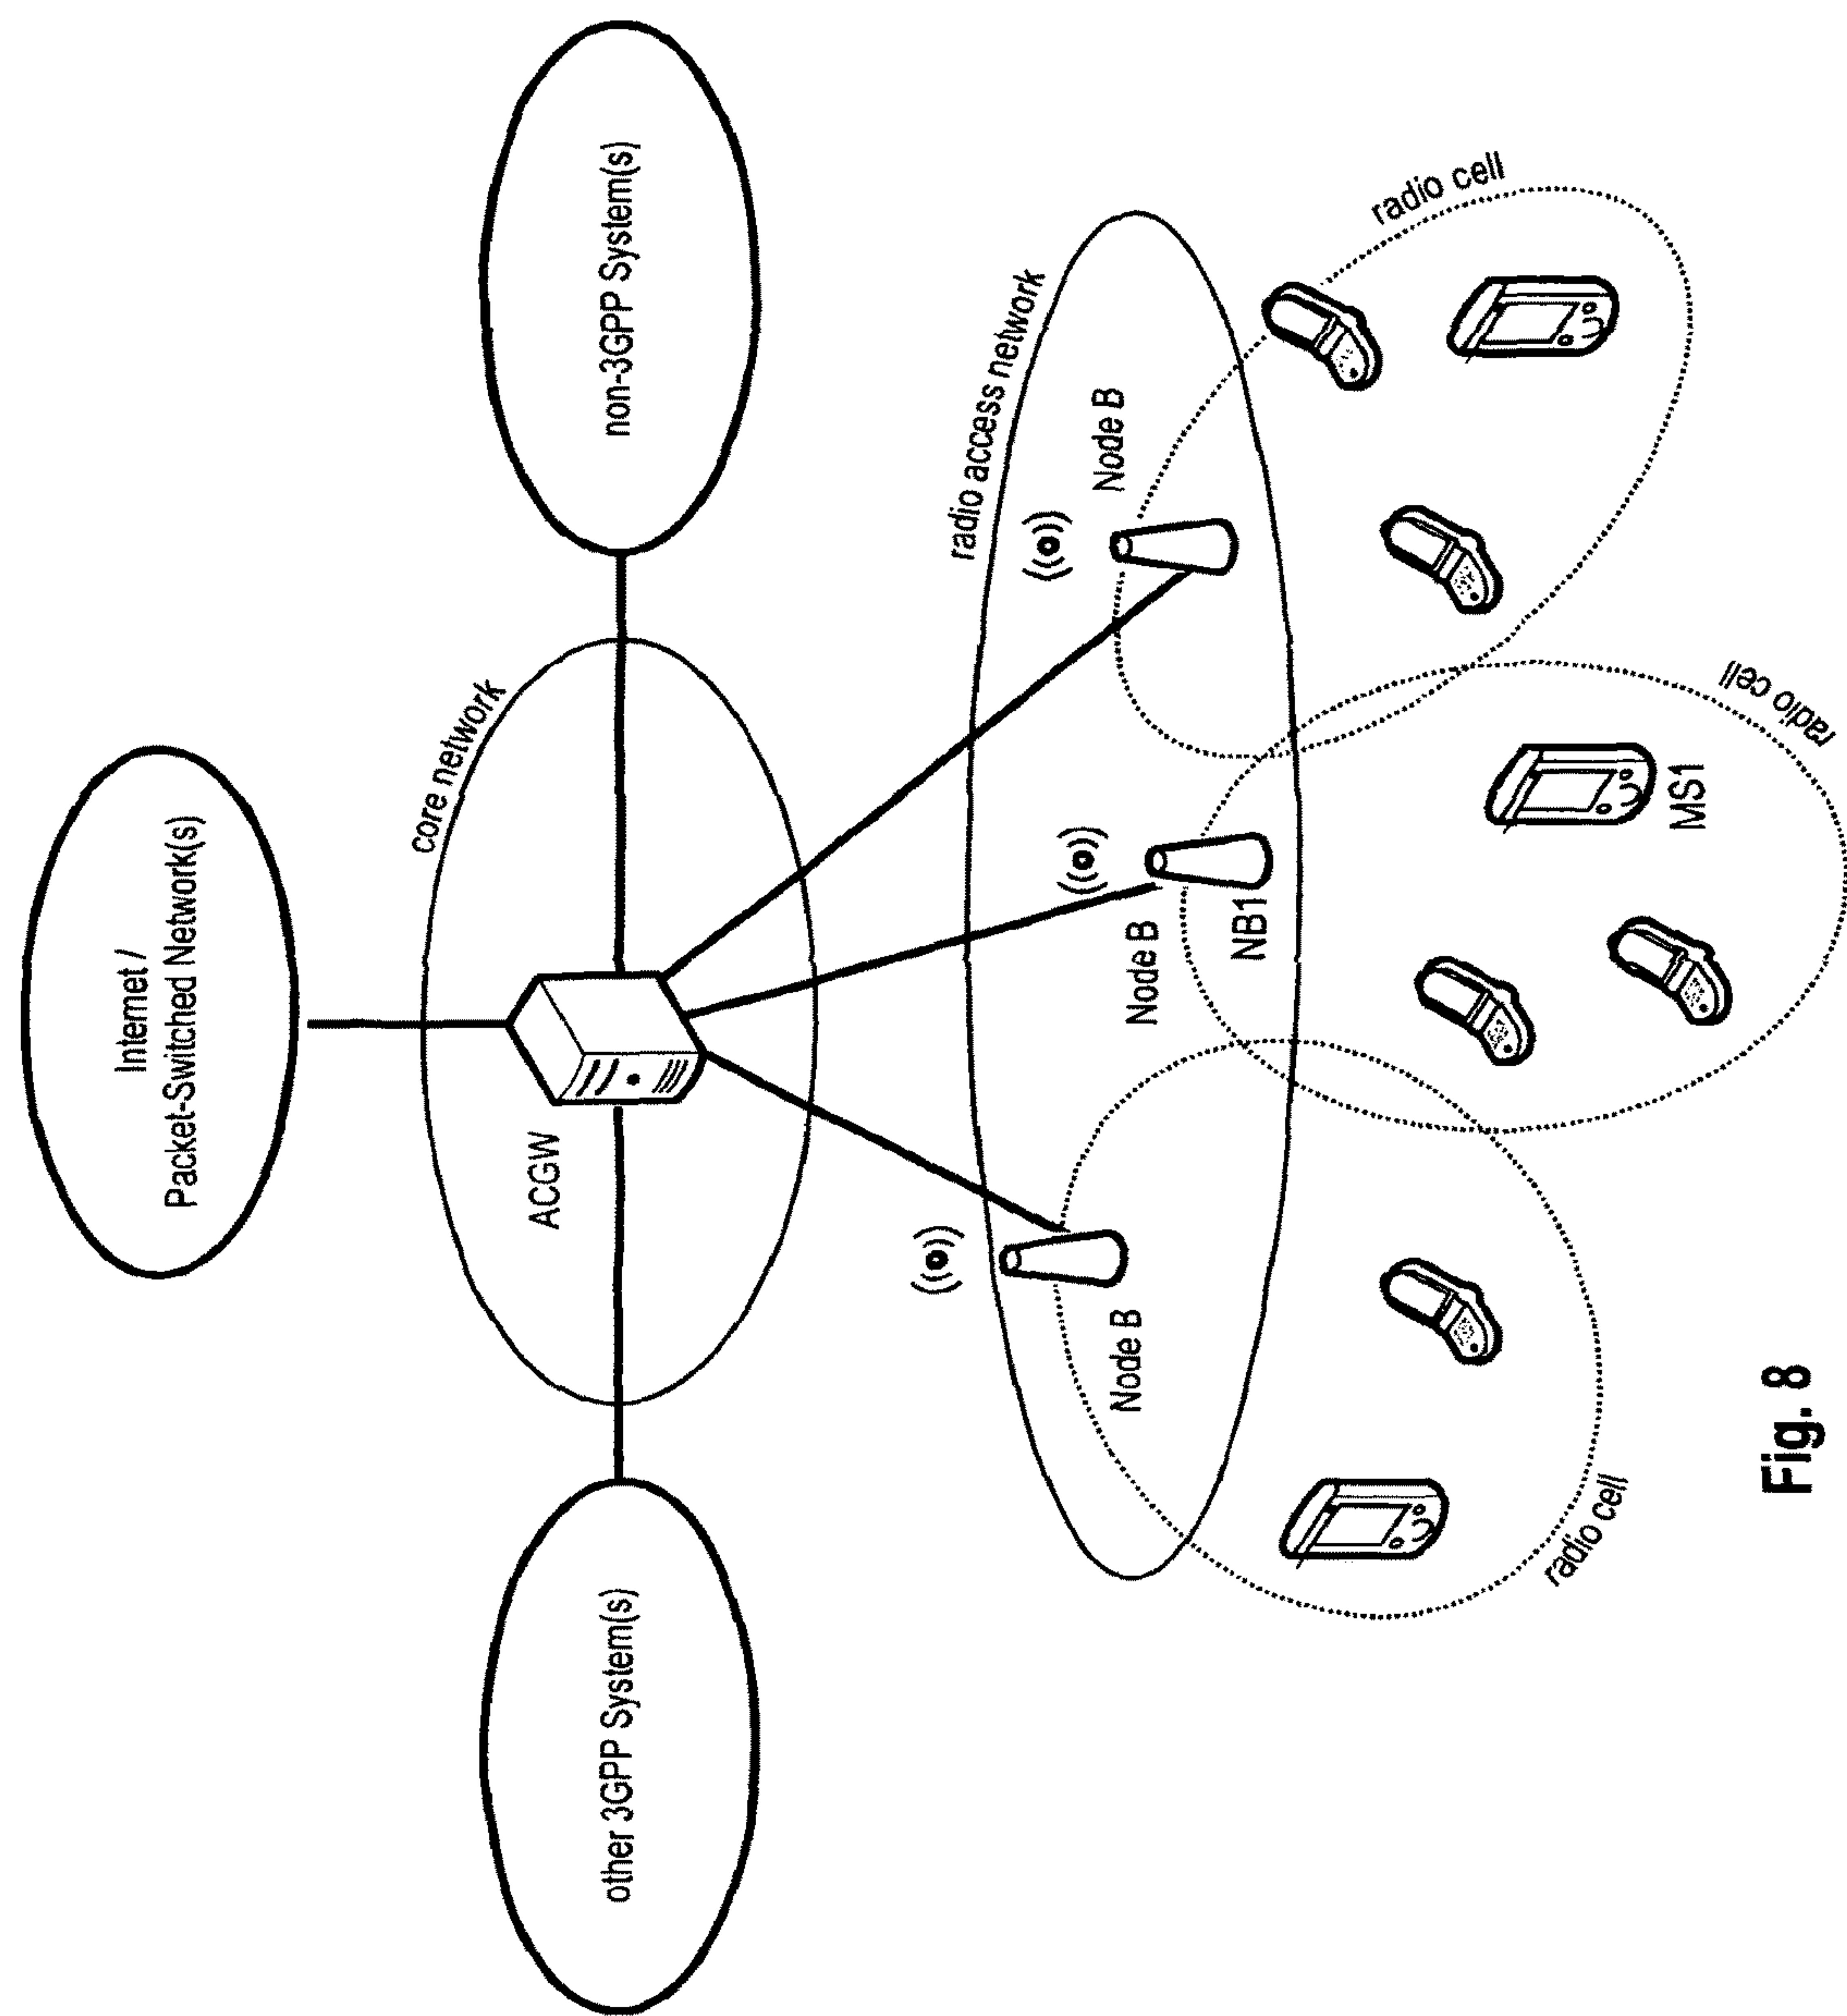 Internet /
Packet-Switched Network(s)
core network
other 3GPP System(s)
ACGW
non-3GPP System(s)
radio access network
Node B
Node B
NB1
Node B
radio cell
MS1
radio cell
radio cell
Fig. 8